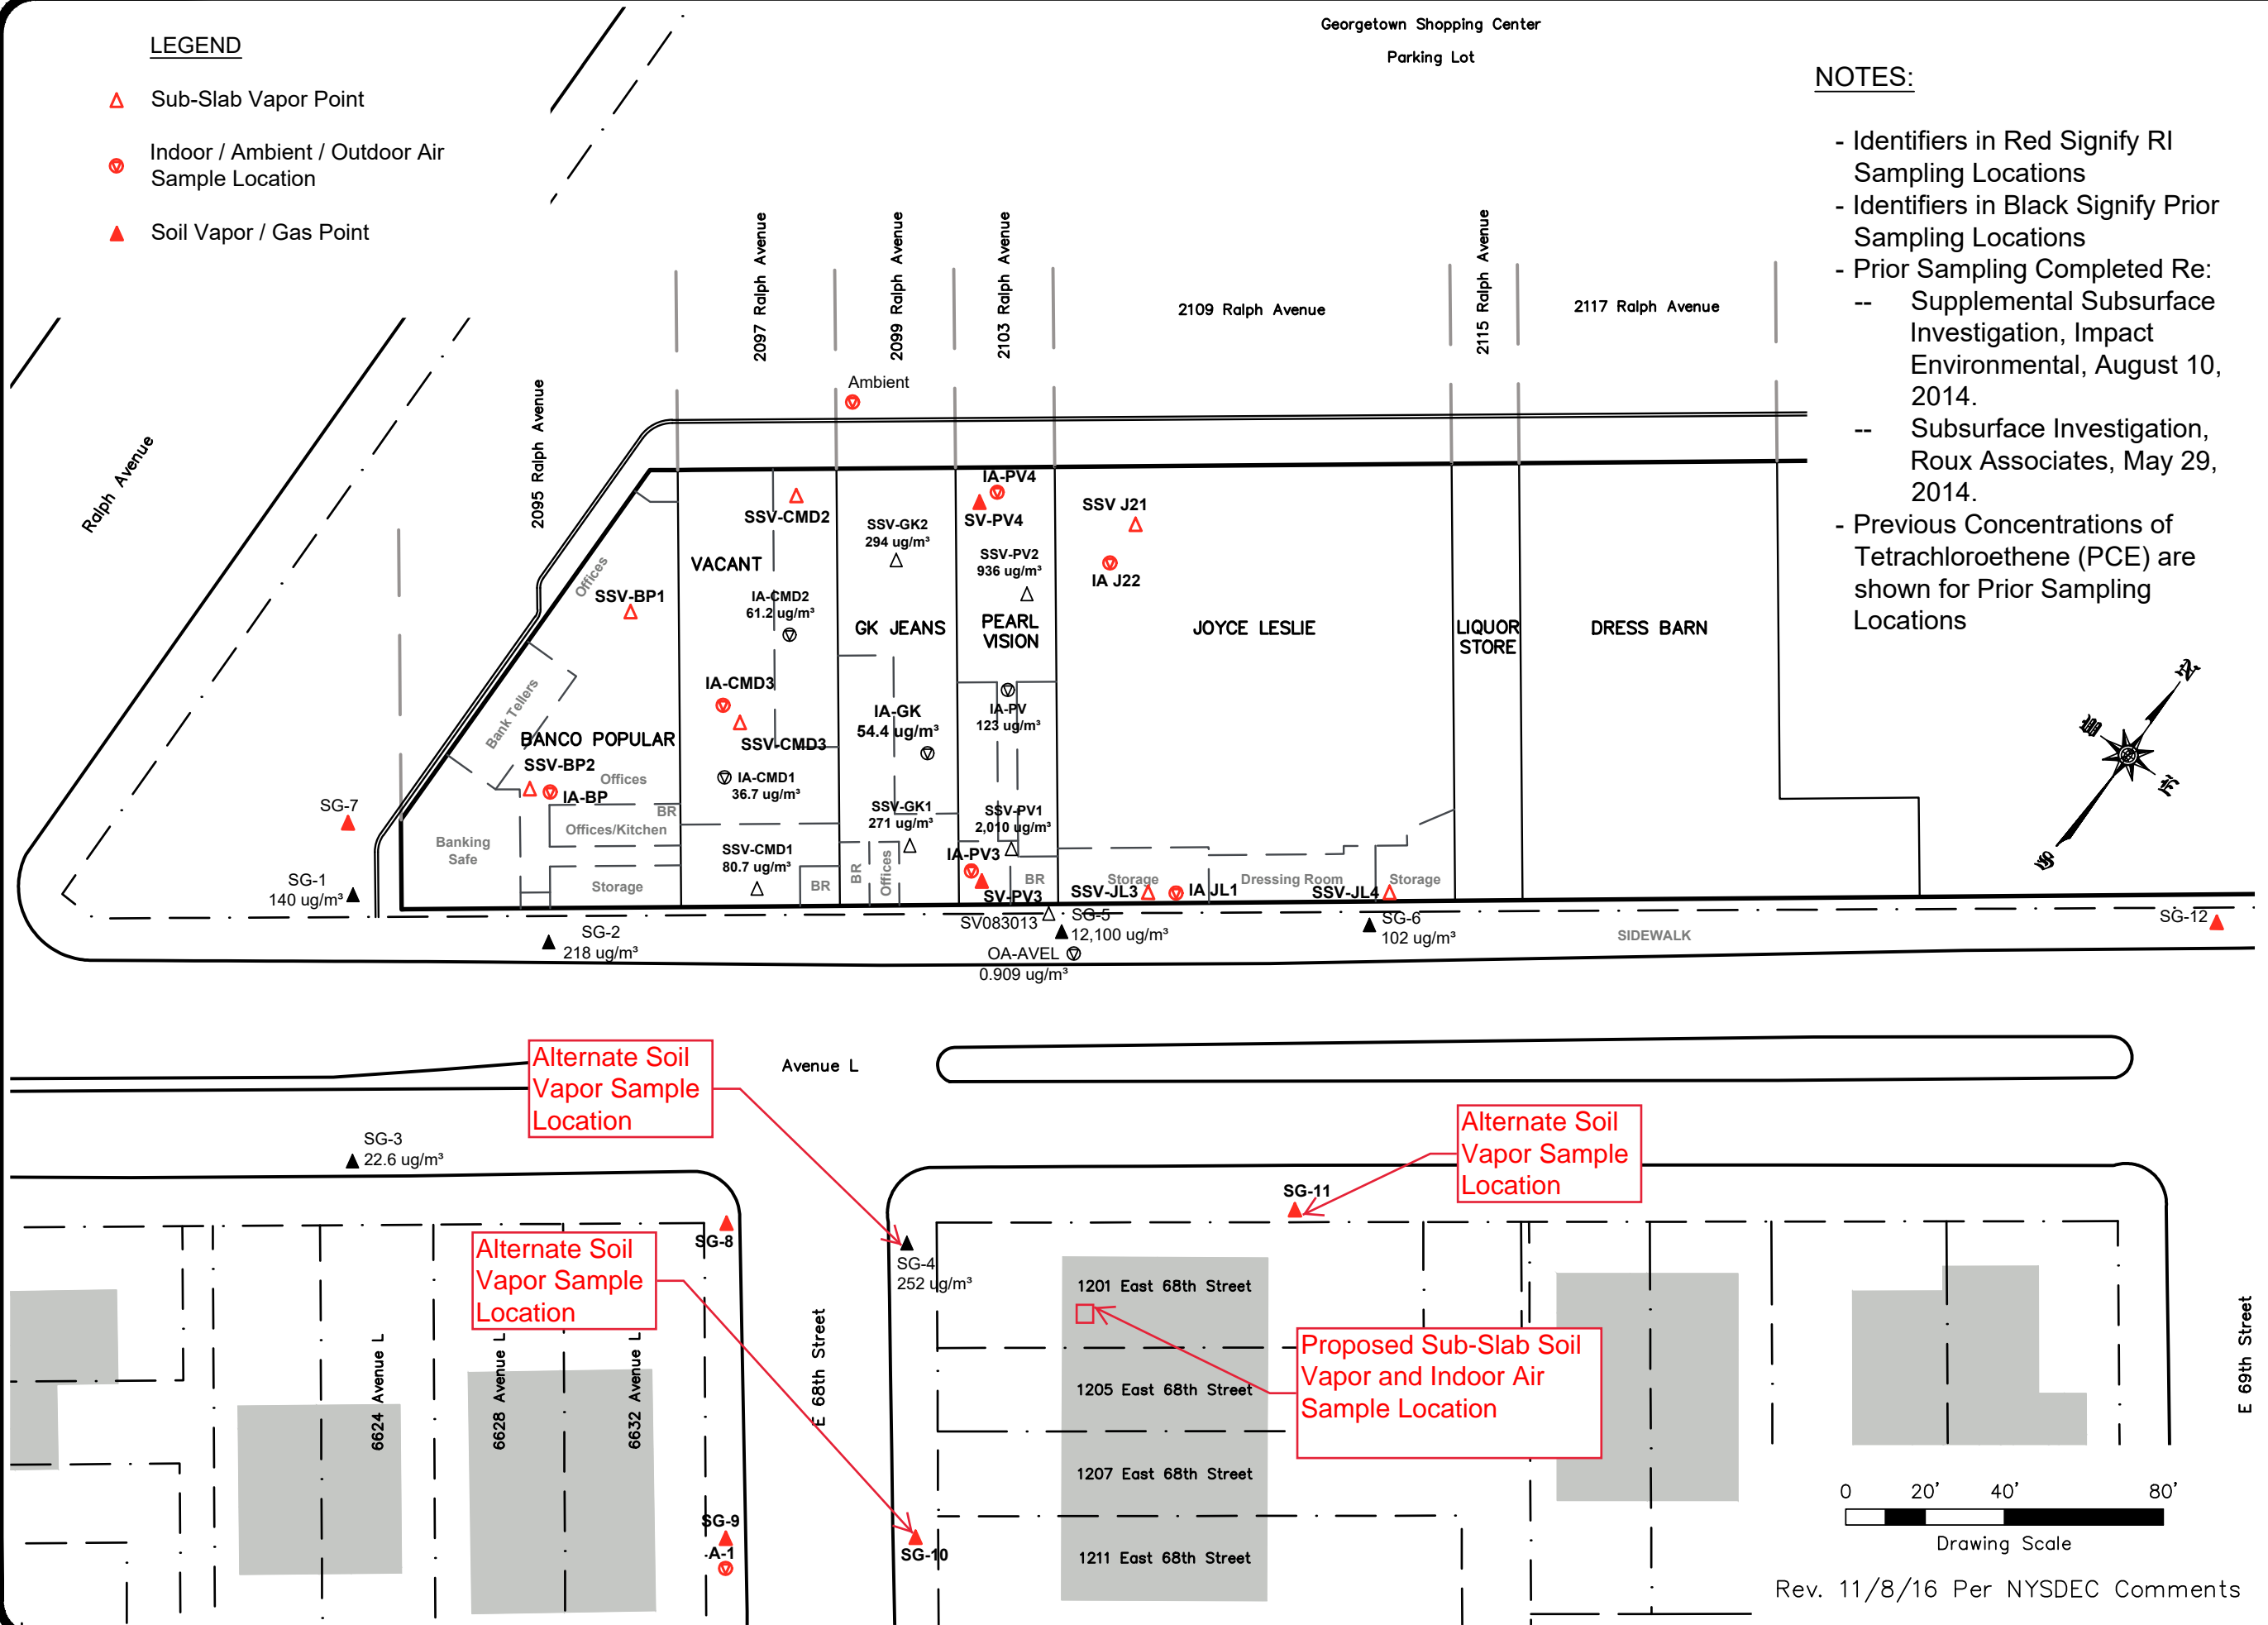 Georgetown Shopping Center
Parking Lot
LEGEND
Sub-Slab Vapor Point
Indoor / Ambient / Outdoor Air
Sample Location
Soil Vapor / Gas Point
NOTES:
- Identifiers in Red Signify RI
Sampling Locations
- Identifiers in Black Signify Prior
Sampling Locations
- Prior Sampling Completed Re:
-- Supplemental Subsurface
Investigation, Impact
Environmental, August 10,
2014.
-- Subsurface Investigation,
Roux Associates, May 29,
2014.
- Previous Concentrations of
Tetrachloroethene (PCE) are
shown for Prior Sampling
Locations
Ralph Avenue
2095 Ralph Avenue
2097 Ralph Avenue
2099 Ralph Avenue
2103 Ralph Avenue
2109 Ralph Avenue
2115 Ralph Avenue
2117 Ralph Avenue
Ambient
Offices
SSV-BP1
Bank Tellers
BANCO POPULAR
SSV-BP2
IA-BP
Offices
BR
Offices/Kitchen
Banking
Safe
Storage
SSV-CMD2
VACANT
IA-CMD2
61.2 ug/m³
IA-CMD3
SSV-CMD3
IA-CMD1
36.7 ug/m³
SSV-CMD1
80.7 ug/m³
BR
SSV-GK2
294 ug/m³
GK JEANS
IA-GK
54.4 ug/m³
SSV-GK1
271 ug/m³
BR
Offices
IA-PV4
SV-PV4
SSV-PV2
936 ug/m³
PEARL
VISION
IA-PV
123 ug/m³
SSV-PV1
2,010 ug/m³
IA-PV3
BR
SV-PV3
SSV J21
IA J22
JOYCE LESLIE
Storage
SSV-JL3
IA JL1
Dressing Room
SSV-JL4
Storage
LIQUOR
STORE
DRESS BARN
N
E
S
W
SG-7
SG-1
140 ug/m³
SG-2
218 ug/m³
SV083013
SG-5
12,100 ug/m³
OA-AVEL
0.909 ug/m³
SG-6
102 ug/m³
SIDEWALK
SG-12
Alternate Soil
Vapor Sample
Location
Avenue L
SG-3
22.6 ug/m³
Alternate Soil
Vapor Sample
Location
SG-11
SG-8
Alternate Soil
Vapor Sample
Location
SG-4
252 ug/m³
6624 Avenue L
6628 Avenue L
6632 Avenue L
E 68th Street
1201 East 68th Street
Proposed Sub-Slab Soil
Vapor and Indoor Air
Sample Location
1205 East 68th Street
1207 East 68th Street
1211 East 68th Street
SG-9
-A-1
SG-10
E 69th Street
0 20' 40' 80'
Drawing Scale
Rev. 11/8/16 Per NYSDEC Comments